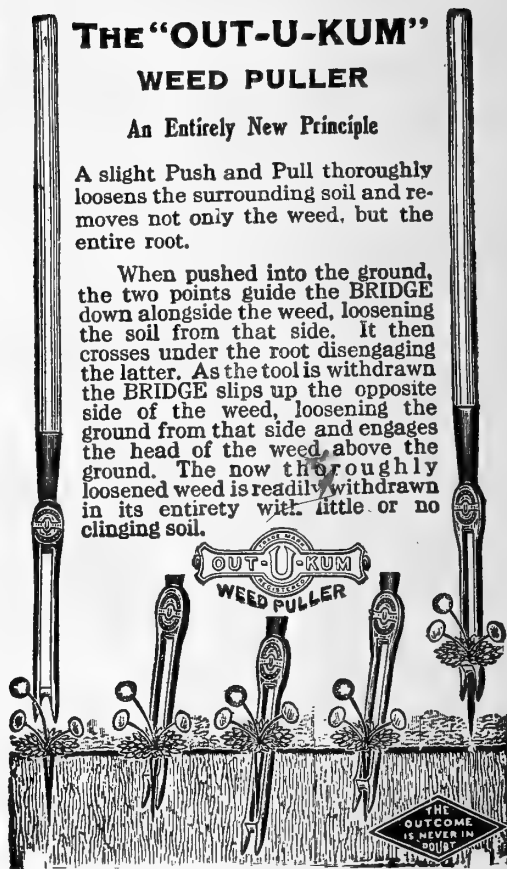 THE "OUT-U-KUM"
WEED PULLER
An Entirely New Principle
A slight Push and Pull thoroughly
loosens the surrounding soil and re-
moves not only the weed, but the
entire root.
When pushed into the ground,
the two points guide the BRIDGE
down alongside the weed, loosening
the soil from that side. It then
crosses under the root disengaging
the latter. As the tool is withdrawn
the BRIDGE slips up the opposite
side of the weed, loosening the
ground from that side and engages
the head of the weed above the
ground. The now thoroughly
loosened weed is readily withdrawn
in its entirety with little or no
clinging soil.
TRADE MARK
OUT-U-KUM
REGISTERED
WEED PULLER
THE
OUTCOME
IS NEVER IN
DOUBT